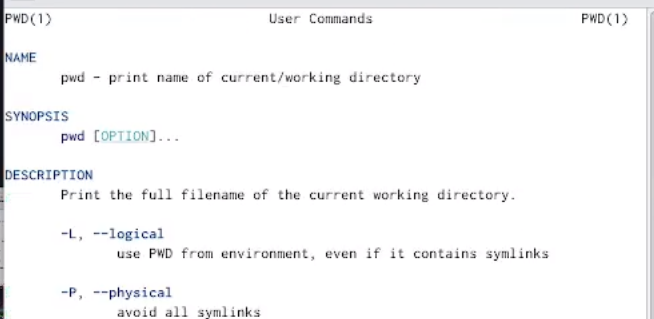 PWD(1) User Commands PWD(1)
NAME
pwd - print name of current/working directory
SYNOPSIS
pwd [OPTION]...
DESCRIPTION
Print the full filename of the current working directory.
-L, --logical
use PWD from environment, even if it contains symlinks
-P, --physical
avoid all symlinks